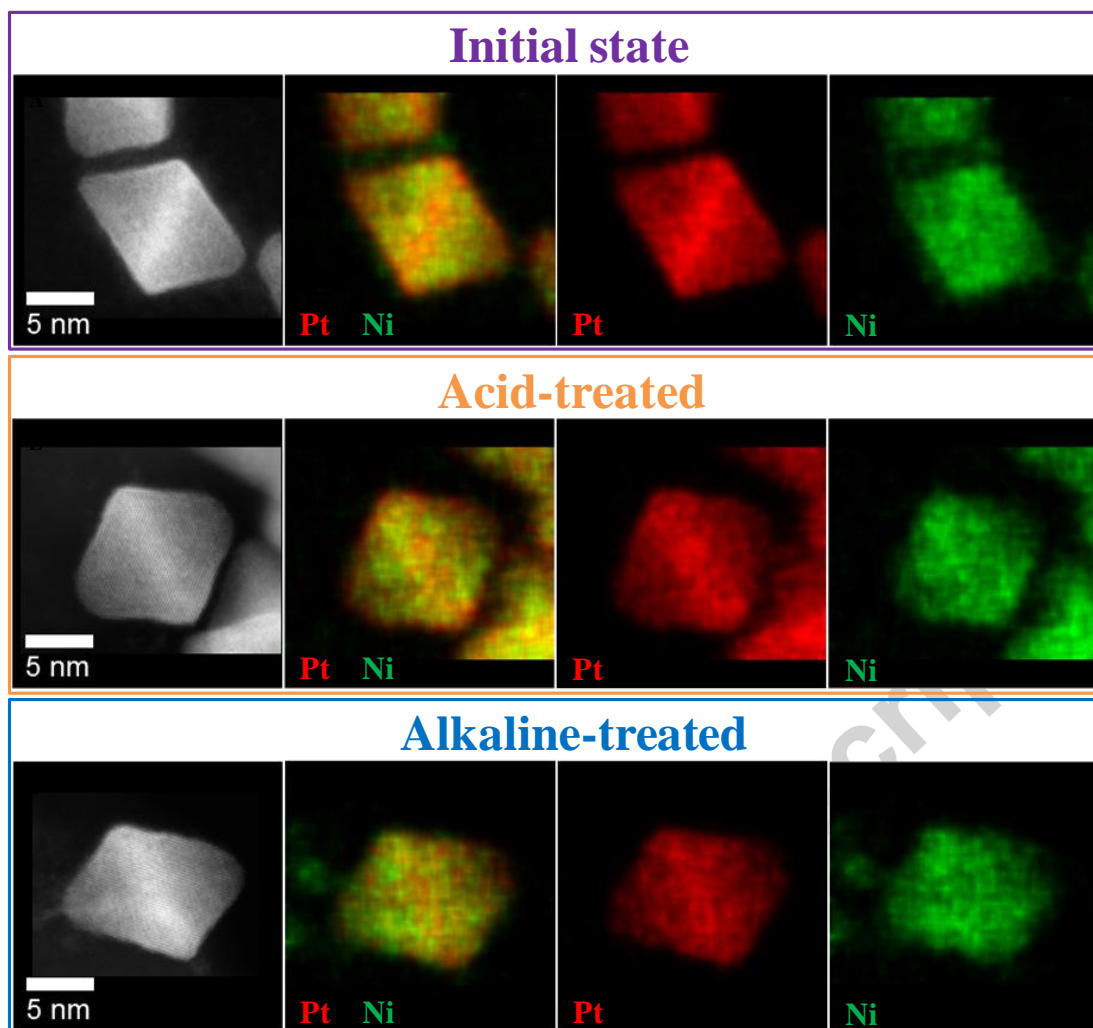 Initial state
A
5 nm
Pt Ni
Pt
Ni
Acid-treated
5 nm
Pt Ni
Pt
Ni
Alkaline-treated
5 nm
Pt Ni
Pt
Ni